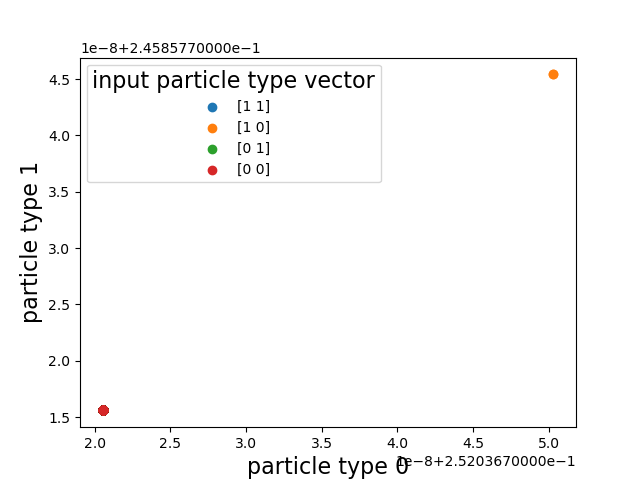 1e−8+2.4585770000e−1
4.5
4.0
3.5
3.0
2.5
2.0
1.5
particle type 1
input particle type vector
[1 1]
[1 0]
[0 1]
[0 0]
2.0 2.5 3.0 3.5 4.0 4.5 5.0
1e−8+2.5203670000e−1
particle type 0